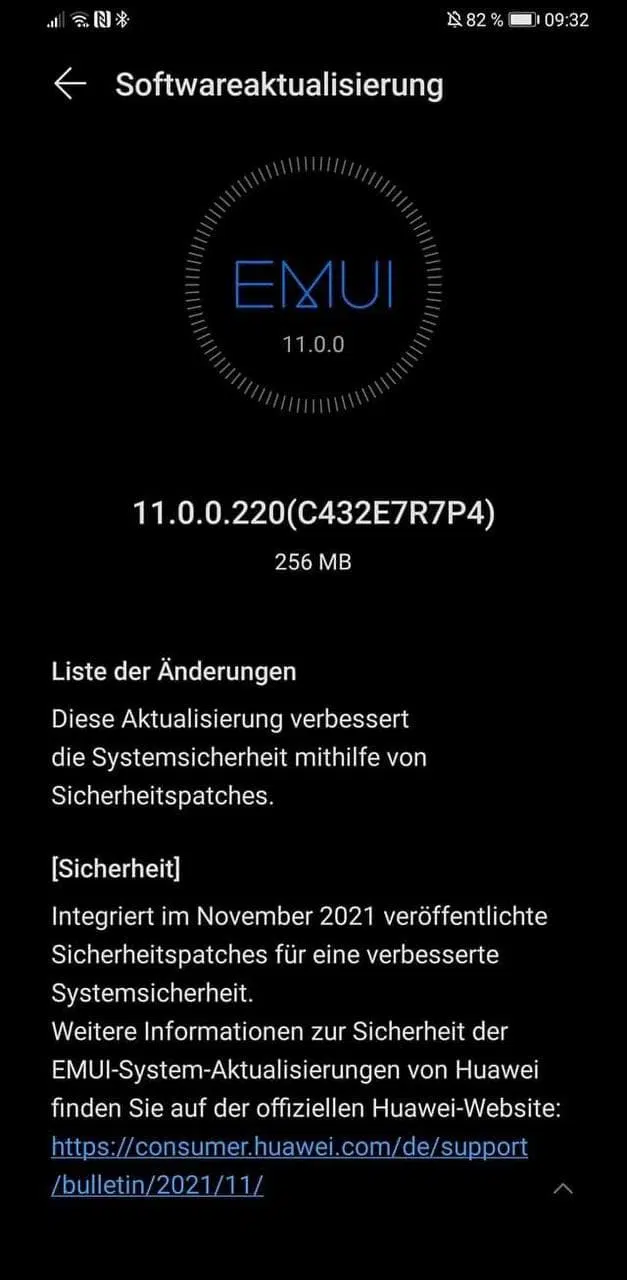 82 % 09:32
Softwareaktualisierung
EMUI
11.0.0
11.0.0.220(C432E7R7P4)
256 MB
Liste der Änderungen
Diese Aktualisierung verbessert
die Systemsicherheit mithilfe von
Sicherheitspatches.
[Sicherheit]
Integriert im November 2021 veröffentlichte
Sicherheitspatches für eine verbesserte
Systemsicherheit.
Weitere Informationen zur Sicherheit der
EMUI-System-Aktualisierungen von Huawei
finden Sie auf der offiziellen Huawei-Website:
https://consumer.huawei.com/de/support
/bulletin/2021/11/